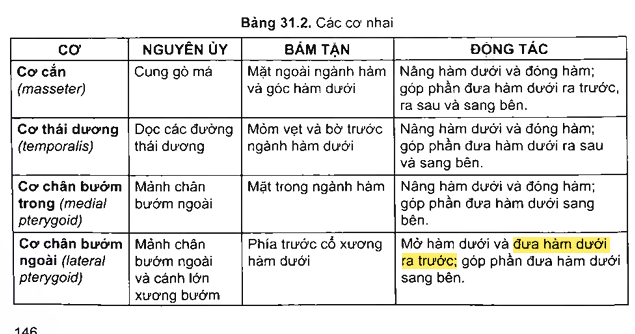 Bảng 31.2. Các cơ nhai
CƠ NGUYÊN ỦY BÁM TẬN ĐỘNG TÁC
Cơ cắn
(masseter)
Cung gò má
Mặt ngoài ngành hàm
và góc hàm dưới
Nâng hàm dưới và đóng hàm;
góp phần đưa hàm dưới ra trước,
ra sau và sang bên.
Cơ thái dương
(temporalis)
Dọc các đường
thái dương
Mỏm vẹt và bờ trước
ngành hàm dưới
Nâng hàm dưới và đóng hàm;
góp phần đưa hàm dưới ra sau
và sang bên.
Cơ chân bướm
trong (medial
pterygoid)
Mảnh chân
bướm ngoài
Mặt trong ngành hàm
Nâng hàm dưới và đóng hàm;
góp phần đưa hàm dưới sang
bên.
Cơ chân bướm
ngoài (lateral
pterygoid)
Mảnh chân
bướm ngoài
và cánh lớn
xương bướm
Phía trước cổ xương
hàm dưới
Mở hàm dưới và đưa hàm dưới
ra trước; góp phần đưa hàm dưới
sang bên.
146